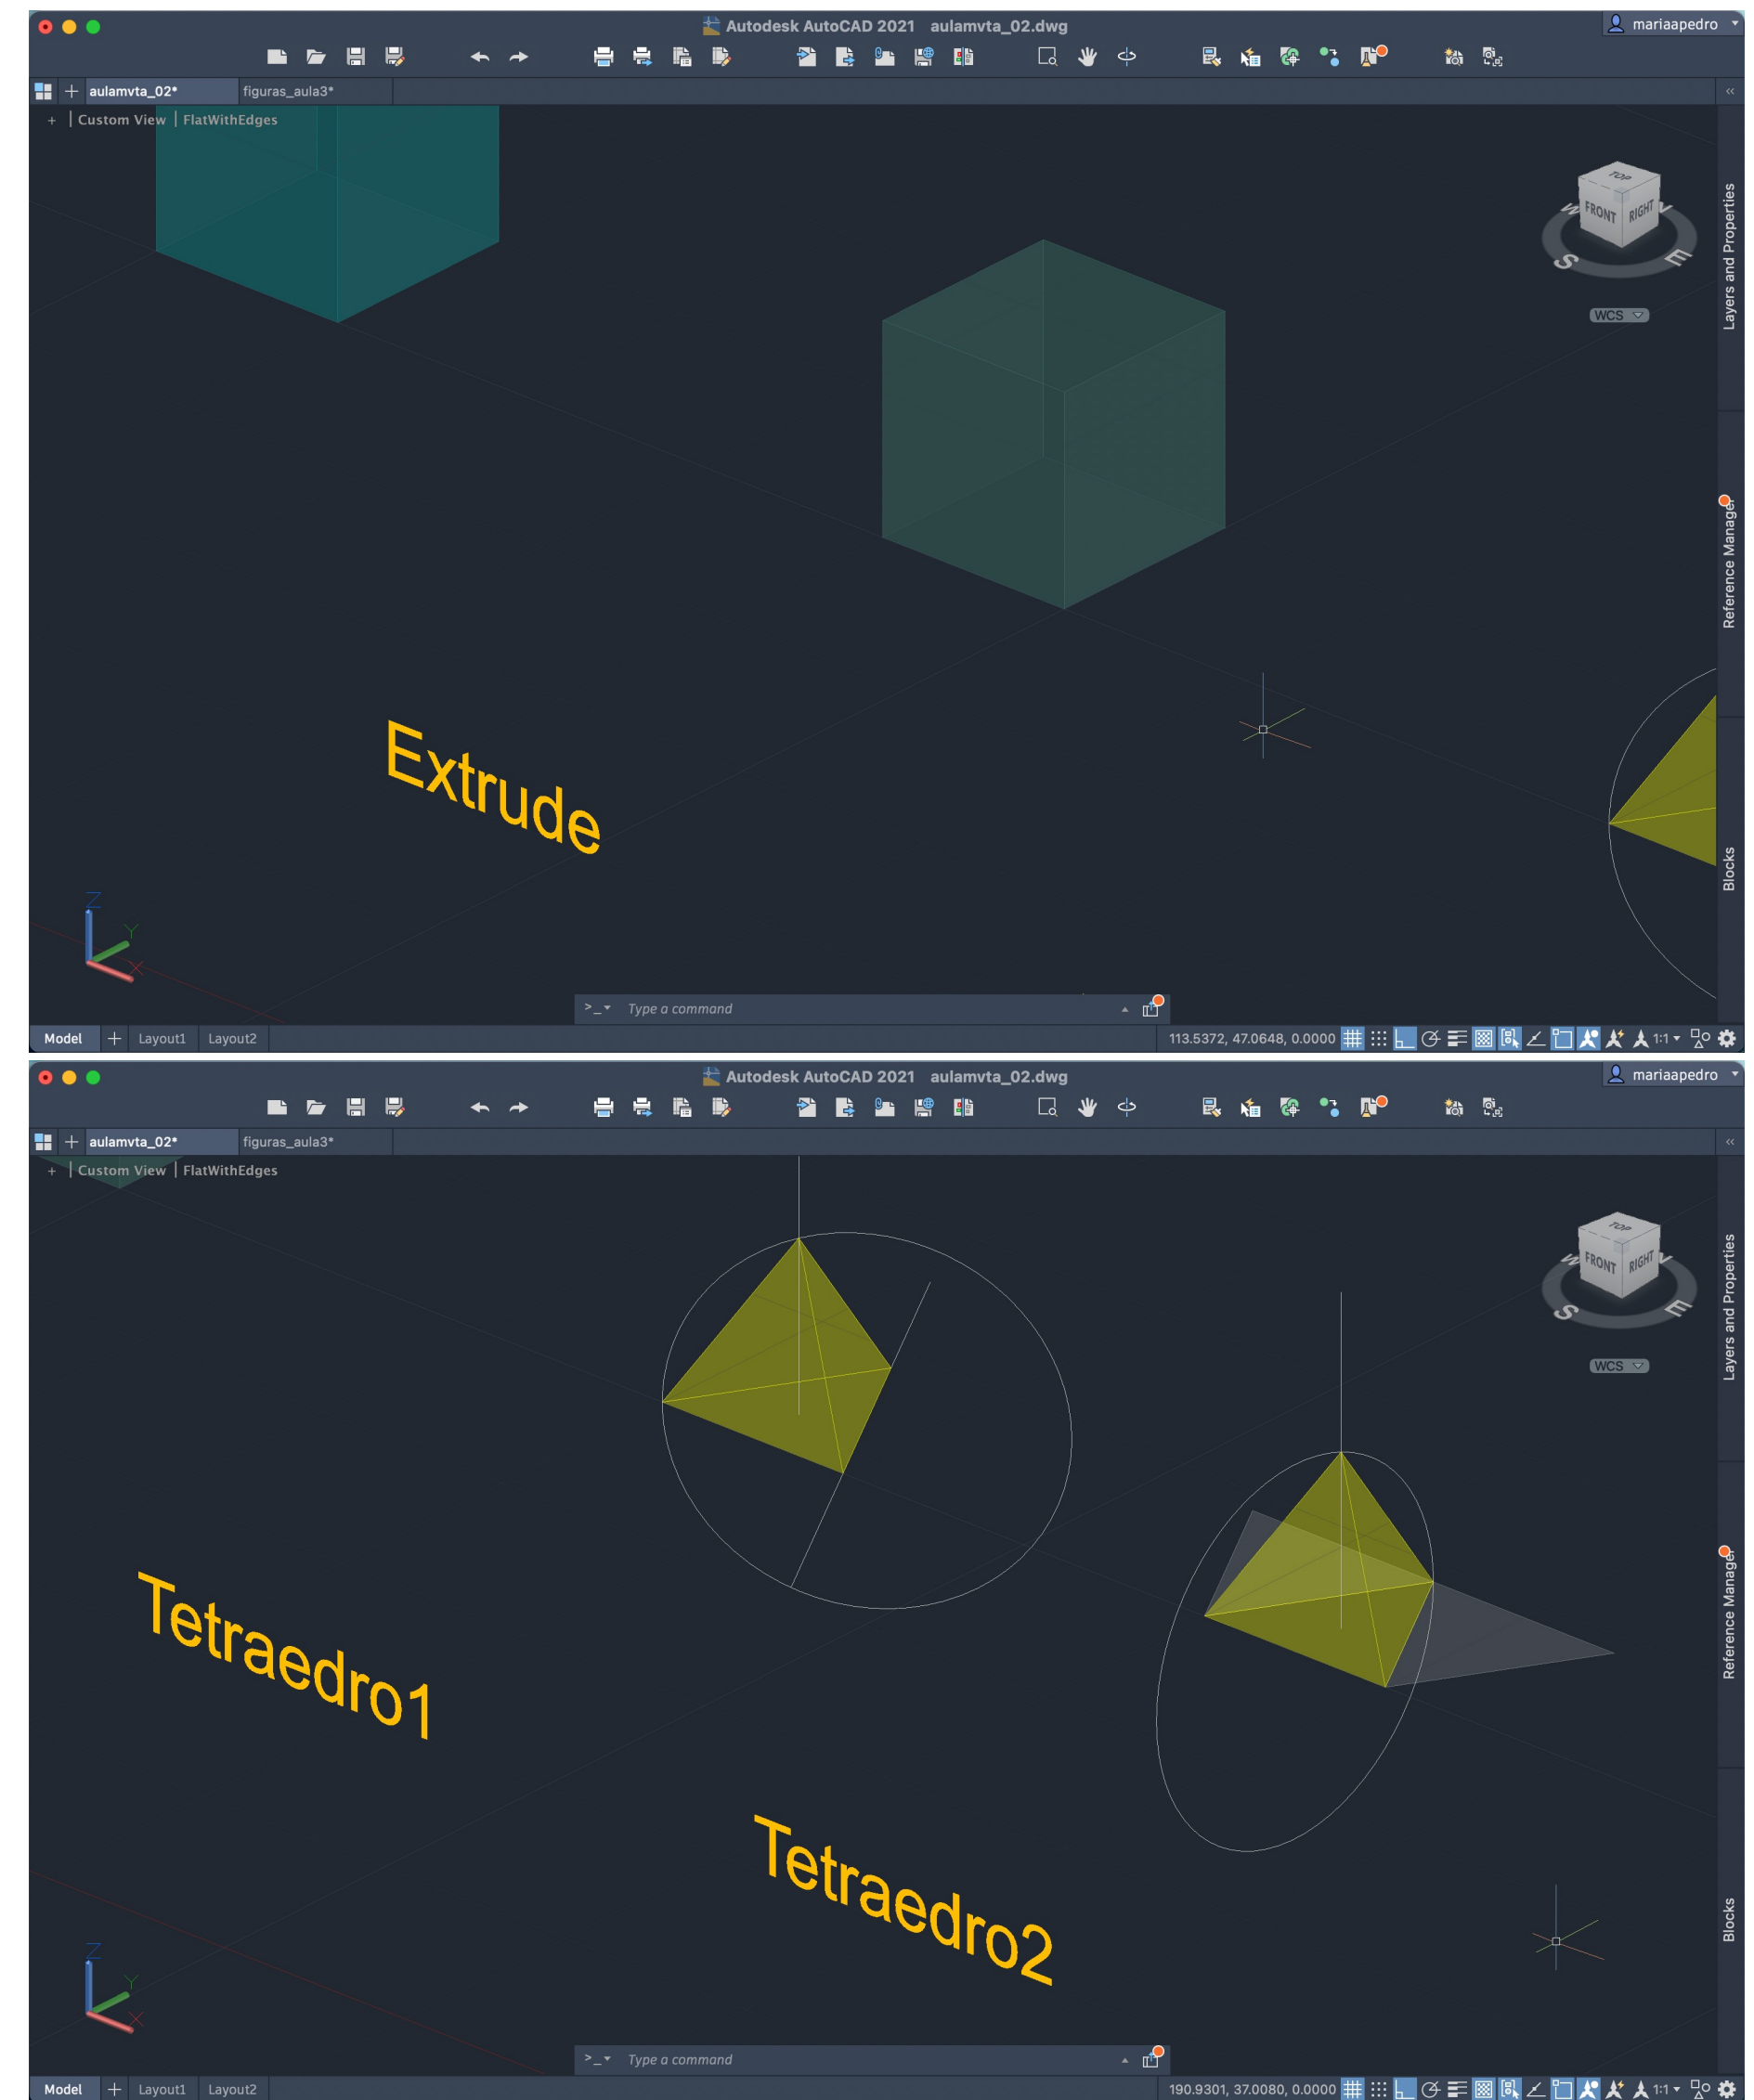 Autodesk AutoCAD 2021 aulamvta_02.dwg
mariaapedro
aulamvta_02*
figuras_aula3*
+ | Custom View | FlatWithEdges
TOP
FRONT
RIGHT
S
E
WCS
Layers and Properties
Reference Manager
Blocks
Extrude
Z
Y
X
>_ Type a command
Model
Layout1
Layout2
113.5372, 47.0648, 0.0000
1:1
Autodesk AutoCAD 2021 aulamvta_02.dwg
mariaapedro
aulamvta_02*
figuras_aula3*
+ | Custom View | FlatWithEdges
TOP
FRONT
RIGHT
S
E
WCS
Layers and Properties
Reference Manager
Blocks
Tetraedro1
Tetraedro2
Z
Y
X
>_ Type a command
Model
Layout1
Layout2
190.9301, 37.0080, 0.0000
1:1